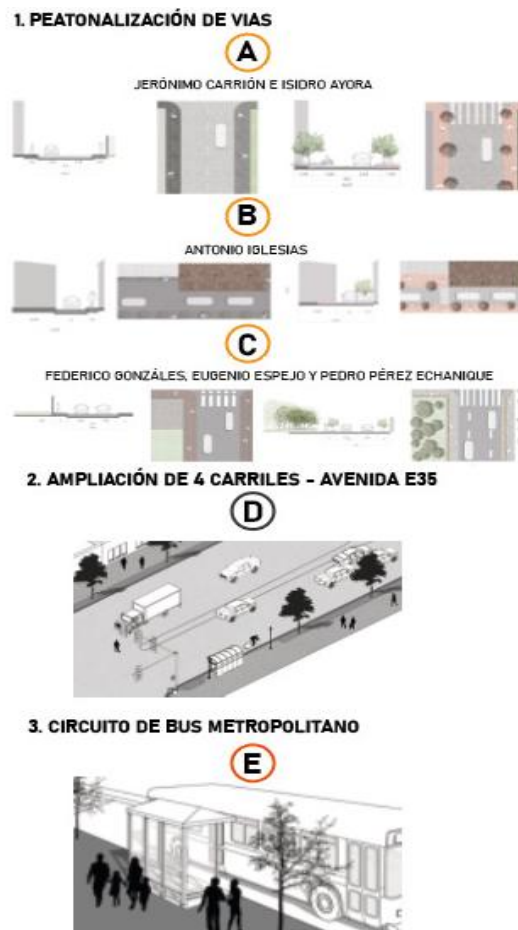 1. PEATONALIZACIÓN DE VIAS
A
JERÓNIMO CARRIÓN E ISIDRO AYORA
B
ANTONIO IGLESIAS
C
FEDERICO GONZÁLES, EUGENIO ESPEJO Y PEDRO PÉREZ ECHANIQUE
2. AMPLIACIÓN DE 4 CARRILES - AVENIDA E35
D
3. CIRCUITO DE BUS METROPOLITANO
E